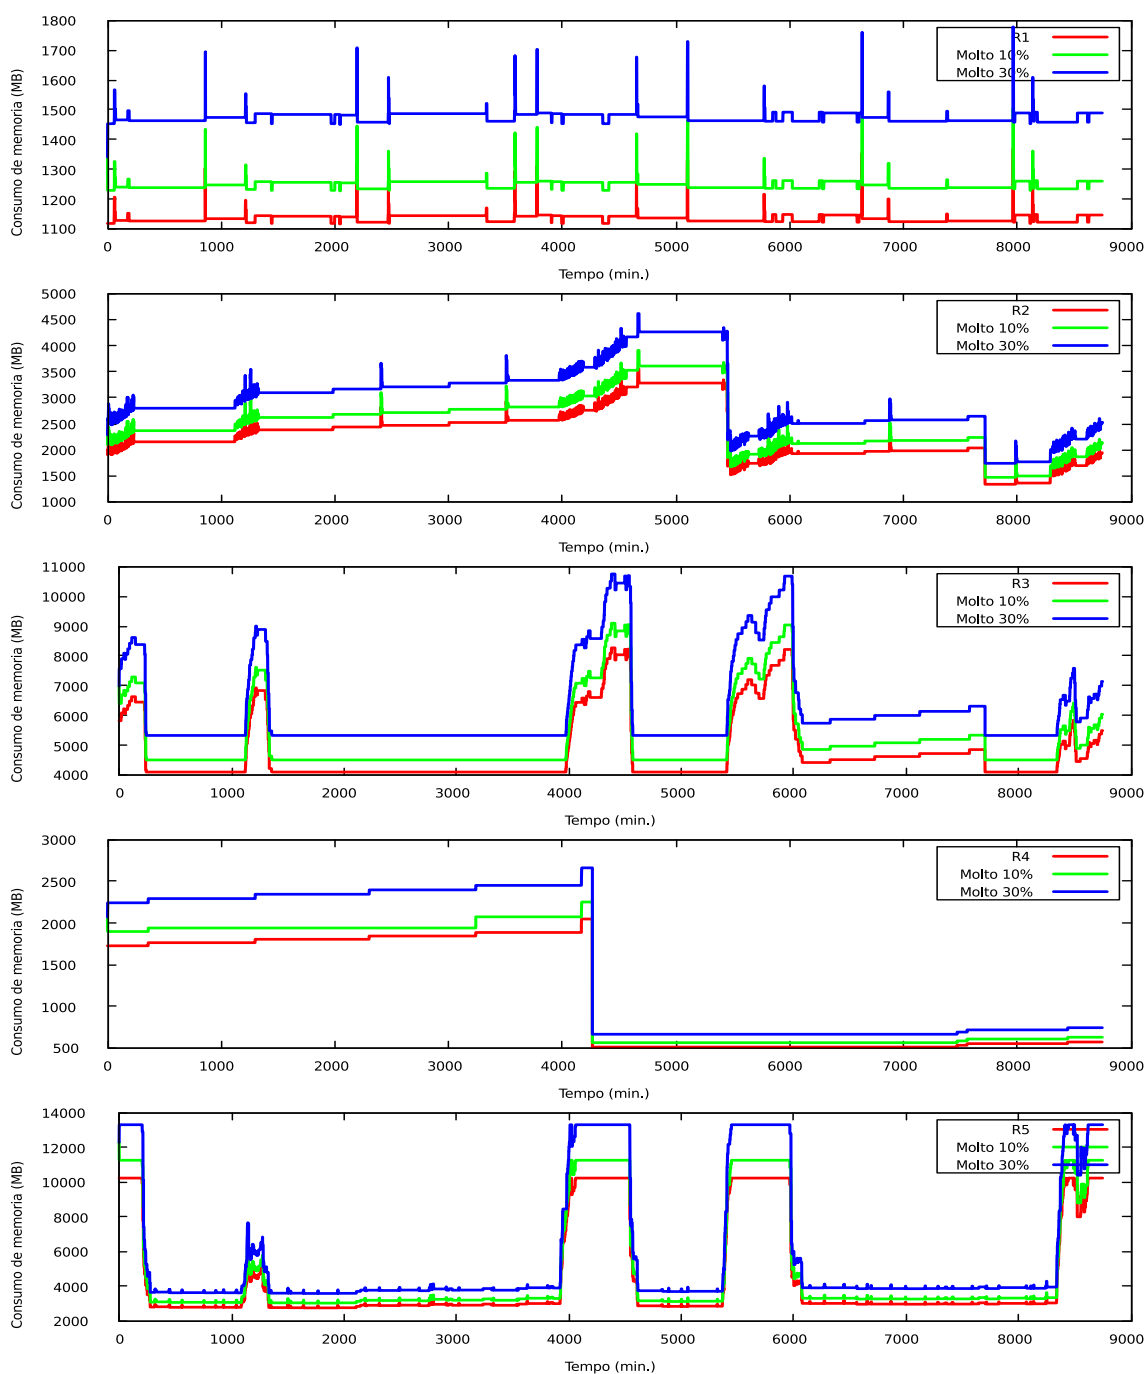 1800
1700
1600
1500
1400
1300
1200
1100
Consumo de memoria (MB)
R1
Molto 10%
Molto 30%
0 1000 2000 3000 4000 5000 6000 7000 8000 9000
Tempo (min.)
5000
4500
4000
3500
3000
2500
2000
1500
1000
Consumo de memoria (MB)
R2
Molto 10%
Molto 30%
0 1000 2000 3000 4000 5000 6000 7000 8000 9000
Tempo (min.)
11000
10000
9000
8000
7000
6000
5000
4000
Consumo de memoria (MB)
R3
Molto 10%
Molto 30%
0 1000 2000 3000 4000 5000 6000 7000 8000 9000
Tempo (min.)
3000
2500
2000
1500
1000
500
Consumo de memoria (MB)
R4
Molto 10%
Molto 30%
0 1000 2000 3000 4000 5000 6000 7000 8000 9000
Tempo (min.)
14000
12000
10000
8000
6000
4000
2000
Consumo de memoria (MB)
R5
Molto 10%
Molto 30%
0 1000 2000 3000 4000 5000 6000 7000 8000 9000
Tempo (min.)